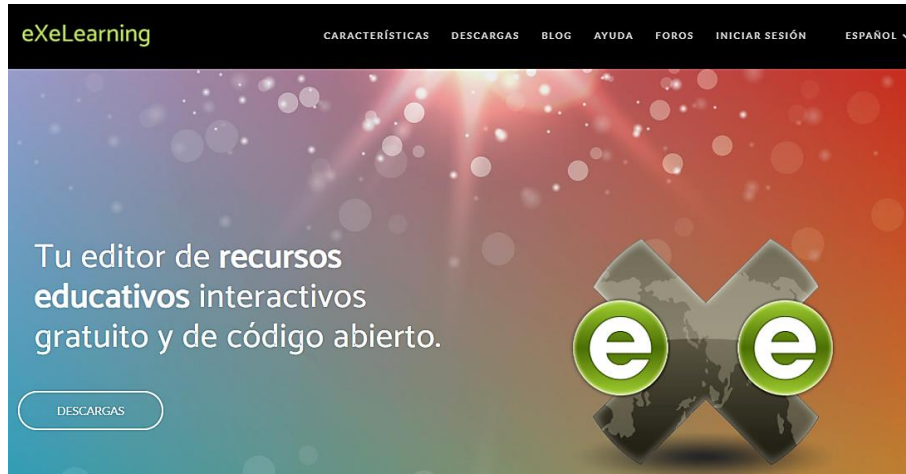 eXeLearning
CARACTERÍSTICAS DESCARGAS BLOG AYUDA FOROS INICIAR SESIÓN ESPAÑOL
Tu editor de recursos
educativos interactivos
gratuito y de código abierto.
DESCARGAS
e X e